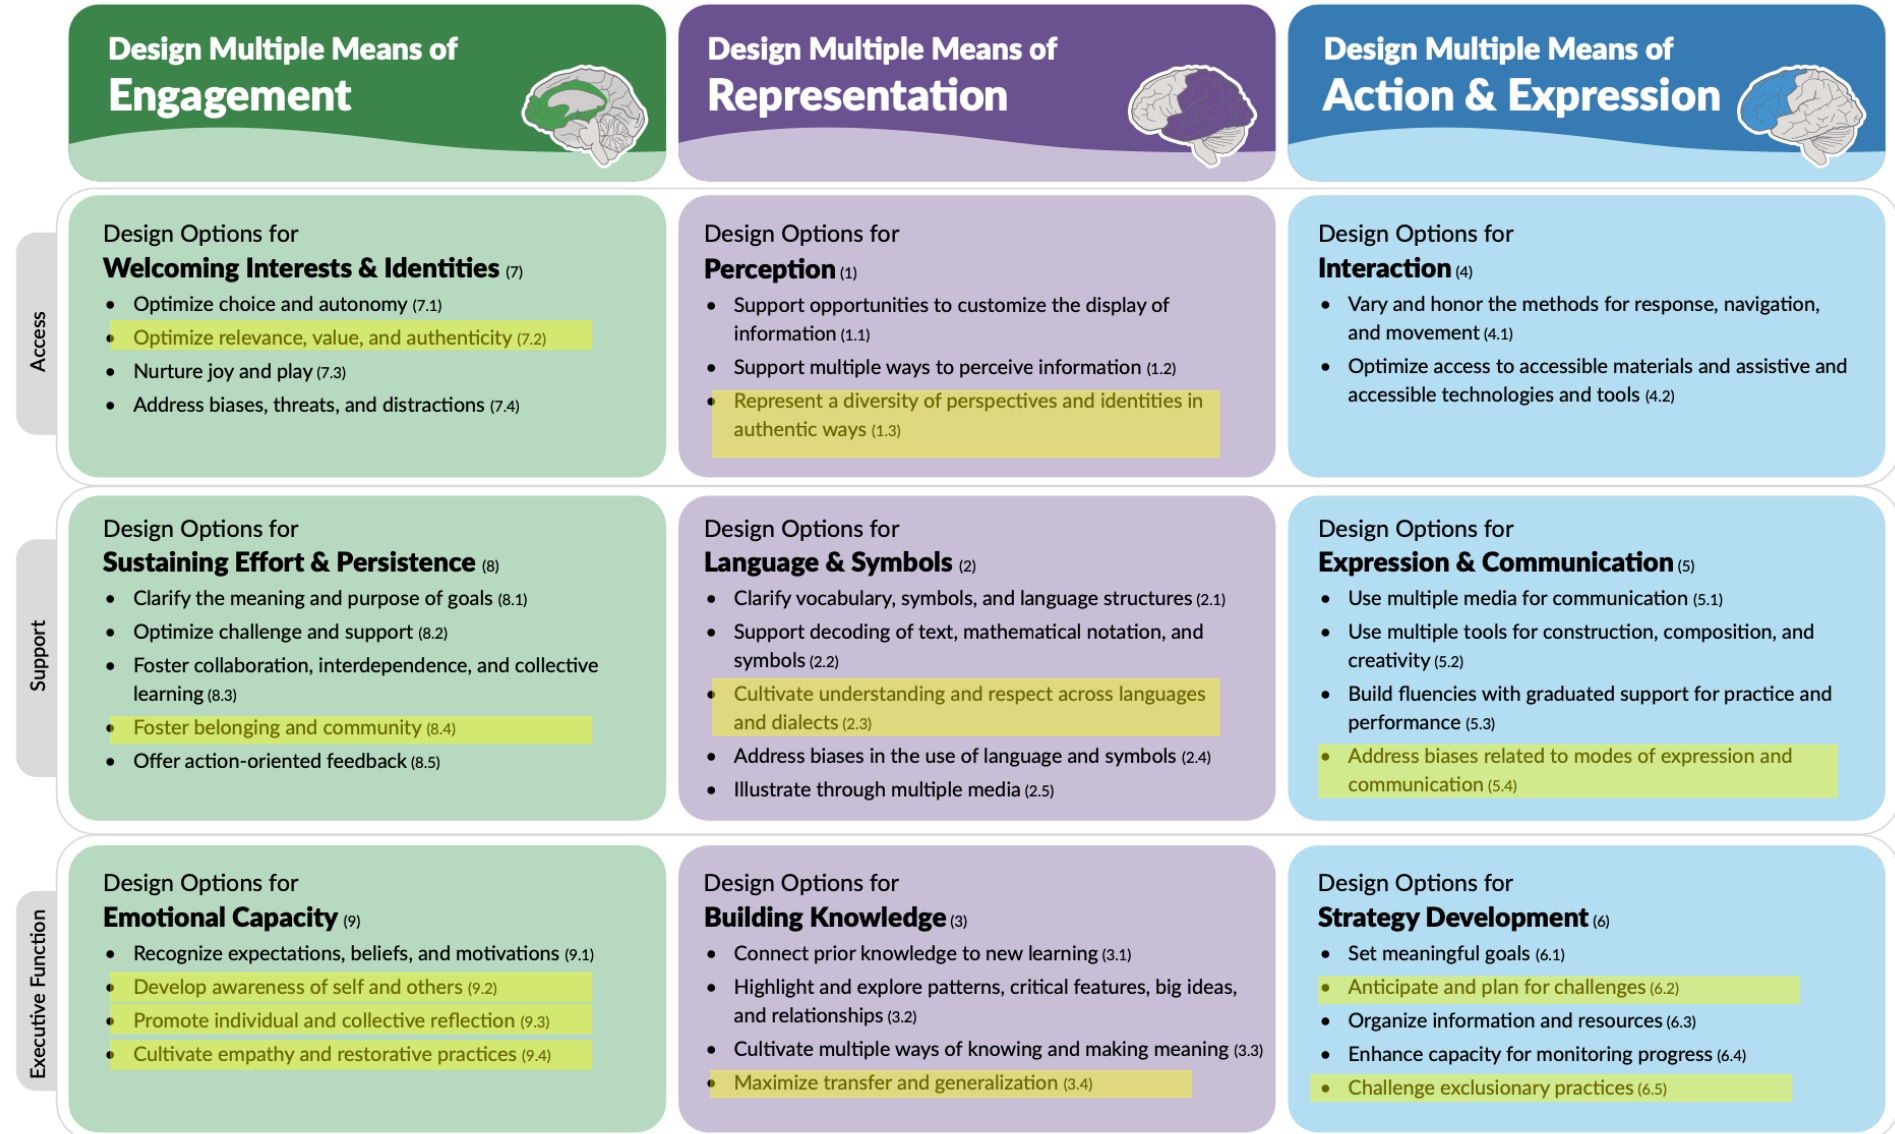 Design Multiple Means of
Engagement
Design Multiple Means of
Representation
Design Multiple Means of
Action & Expression
Access
Design Options for
Welcoming Interests & Identities (7)
• Optimize choice and autonomy (7.1)
• Optimize relevance, value, and authenticity (7.2)
• Nurture joy and play (7.3)
• Address biases, threats, and distractions (7.4)
Design Options for
Perception (1)
• Support opportunities to customize the display of
information (1.1)
• Support multiple ways to perceive information (1.2)
• Represent a diversity of perspectives and identities in
authentic ways (1.3)
Design Options for
Interaction (4)
• Vary and honor the methods for response, navigation,
and movement (4.1)
• Optimize access to accessible materials and assistive and
accessible technologies and tools (4.2)
Support
Design Options for
Sustaining Effort & Persistence (8)
• Clarify the meaning and purpose of goals (8.1)
• Optimize challenge and support (8.2)
• Foster collaboration, interdependence, and collective
learning (8.3)
• Foster belonging and community (8.4)
• Offer action-oriented feedback (8.5)
Design Options for
Language & Symbols (2)
• Clarify vocabulary, symbols, and language structures (2.1)
• Support decoding of text, mathematical notation, and
symbols (2.2)
• Cultivate understanding and respect across languages
and dialects (2.3)
• Address biases in the use of language and symbols (2.4)
• Illustrate through multiple media (2.5)
Design Options for
Expression & Communication (5)
• Use multiple media for communication (5.1)
• Use multiple tools for construction, composition, and
creativity (5.2)
• Build fluencies with graduated support for practice and
performance (5.3)
• Address biases related to modes of expression and
communication (5.4)
Executive Function
Design Options for
Emotional Capacity (9)
• Recognize expectations, beliefs, and motivations (9.1)
• Develop awareness of self and others (9.2)
• Promote individual and collective reflection (9.3)
• Cultivate empathy and restorative practices (9.4)
Design Options for
Building Knowledge (3)
• Connect prior knowledge to new learning (3.1)
• Highlight and explore patterns, critical features, big ideas,
and relationships (3.2)
• Cultivate multiple ways of knowing and making meaning (3.3)
• Maximize transfer and generalization (3.4)
Design Options for
Strategy Development (6)
• Set meaningful goals (6.1)
• Anticipate and plan for challenges (6.2)
• Organize information and resources (6.3)
• Enhance capacity for monitoring progress (6.4)
• Challenge exclusionary practices (6.5)